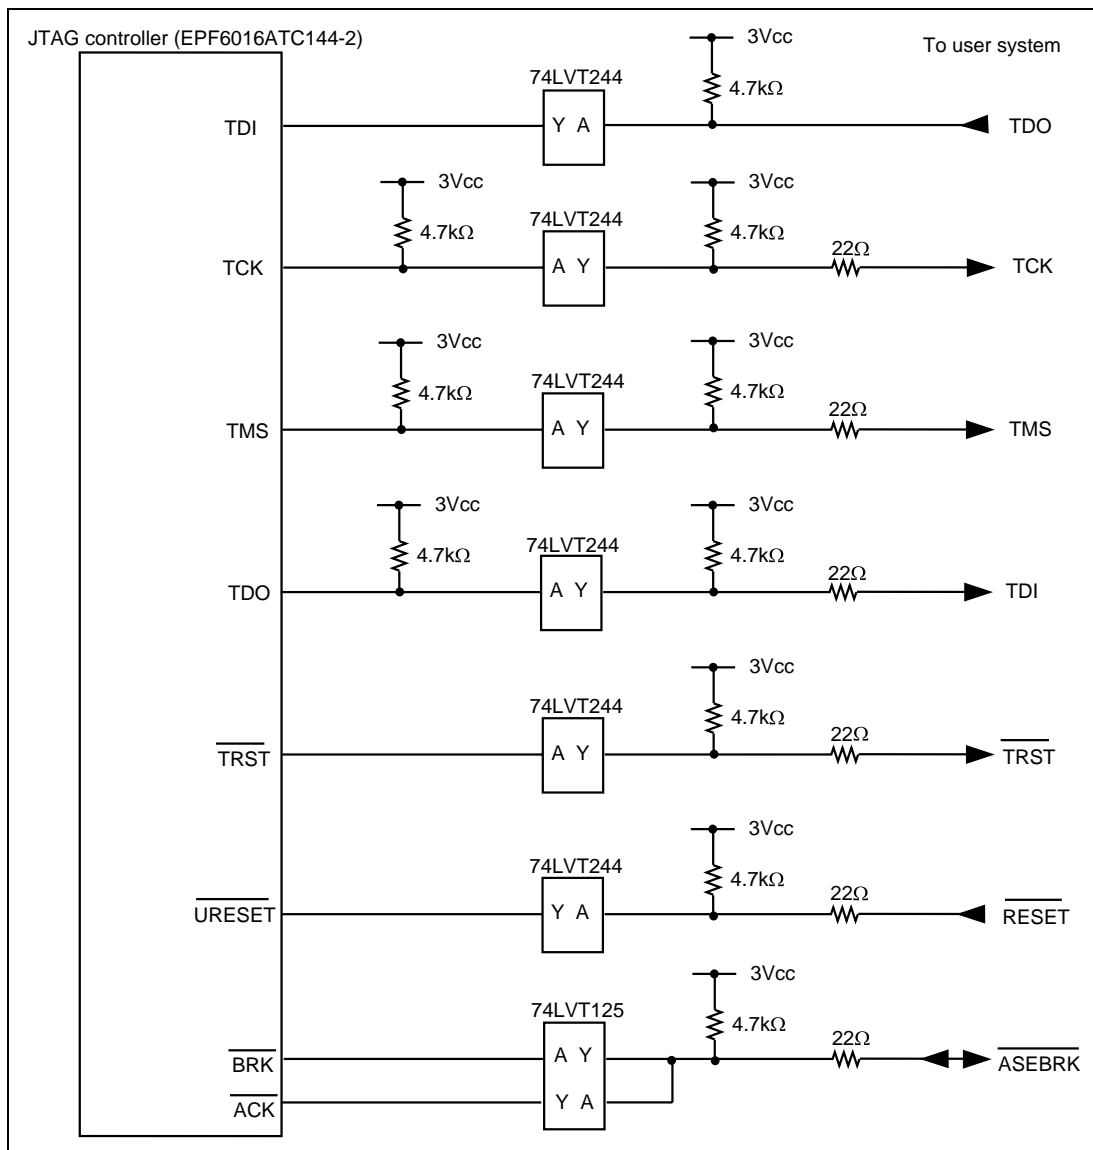 JTAG controller (EPF6016ATC144-2)
3Vcc
To user system
74LVT244
4.7kΩ
TDI
Y A
TDO
3Vcc
3Vcc
4.7kΩ
74LVT244
4.7kΩ
22Ω
TCK
A Y
TCK
3Vcc
3Vcc
4.7kΩ
74LVT244
4.7kΩ
22Ω
TMS
A Y
TMS
3Vcc
3Vcc
4.7kΩ
74LVT244
4.7kΩ
22Ω
TDO
A Y
TDI
3Vcc
74LVT244
4.7kΩ
22Ω
TRST
A Y
TRST
3Vcc
74LVT244
4.7kΩ
22Ω
URESET
Y A
RESET
3Vcc
74LVT125
4.7kΩ
22Ω
BRK
A Y
ASEBRK
ACK
Y A